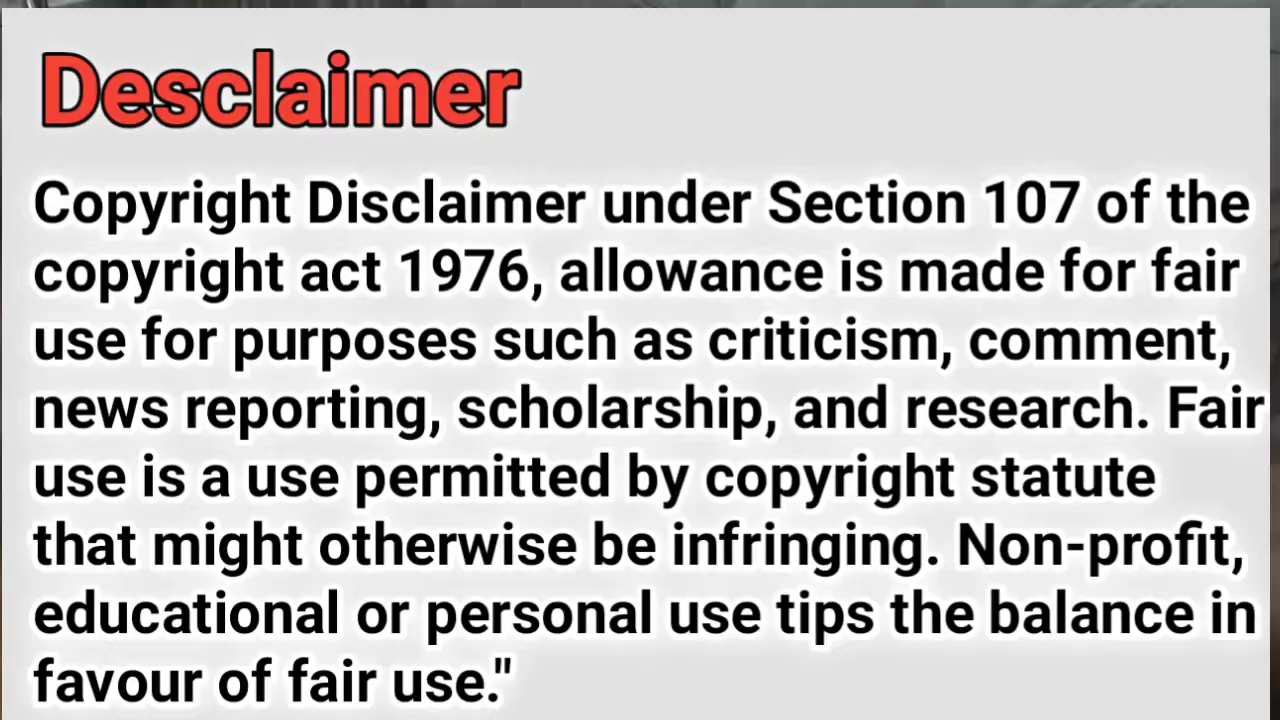 Desclaimer
Copyright Disclaimer under Section 107 of the
copyright act 1976, allowance is made for fair
use for purposes such as criticism, comment,
news reporting, scholarship, and research. Fair
use is a use permitted by copyright statute
that might otherwise be infringing. Non-profit,
educational or personal use tips the balance in
favour of fair use."